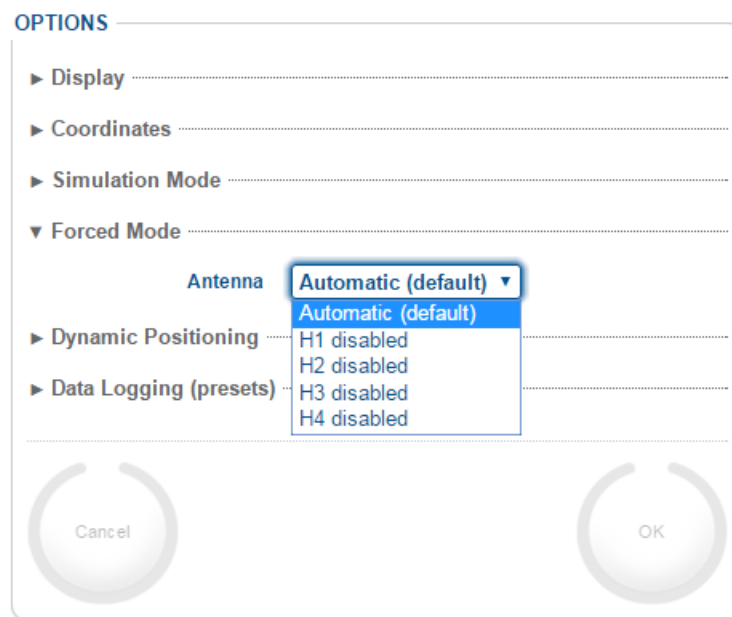 OPTIONS
► Display
► Coordinates
► Simulation Mode
▼ Forced Mode
Antenna Automatic (default) ▼
Automatic (default)
► Dynamic Positioning H1 disabled
H2 disabled
► Data Logging (presets) H3 disabled
H4 disabled
Cancel OK